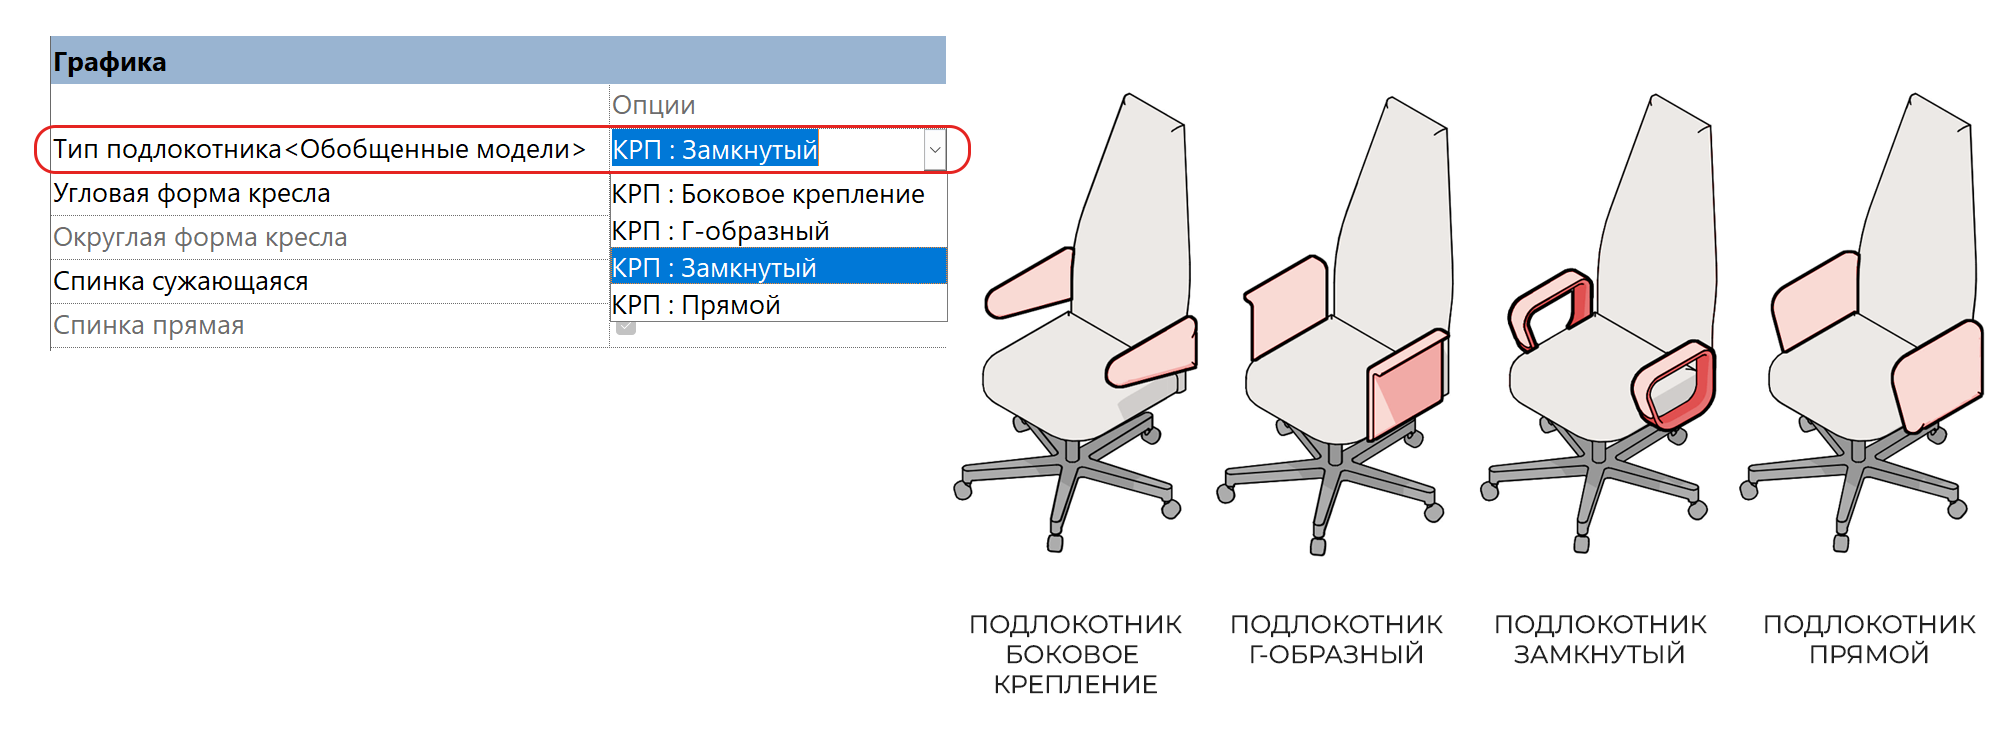 Графика
Опции
Тип подлокотника<Обобщенные модели>
КРП : Замкнутый
Угловая форма кресла
КРП : Боковое крепление
КРП : Г-образный
Округлая форма кресла
КРП : Замкнутый
Спинка сужающаяся
КРП : Прямой
Спинка прямая
ПОДЛОКОТНИК
БОКОВОЕ
КРЕПЛЕНИЕ
ПОДЛОКОТНИК
Г-ОБРАЗНЫЙ
ПОДЛОКОТНИК
ЗАМКНУТЫЙ
ПОДЛОКОТНИК
ПРЯМОЙ